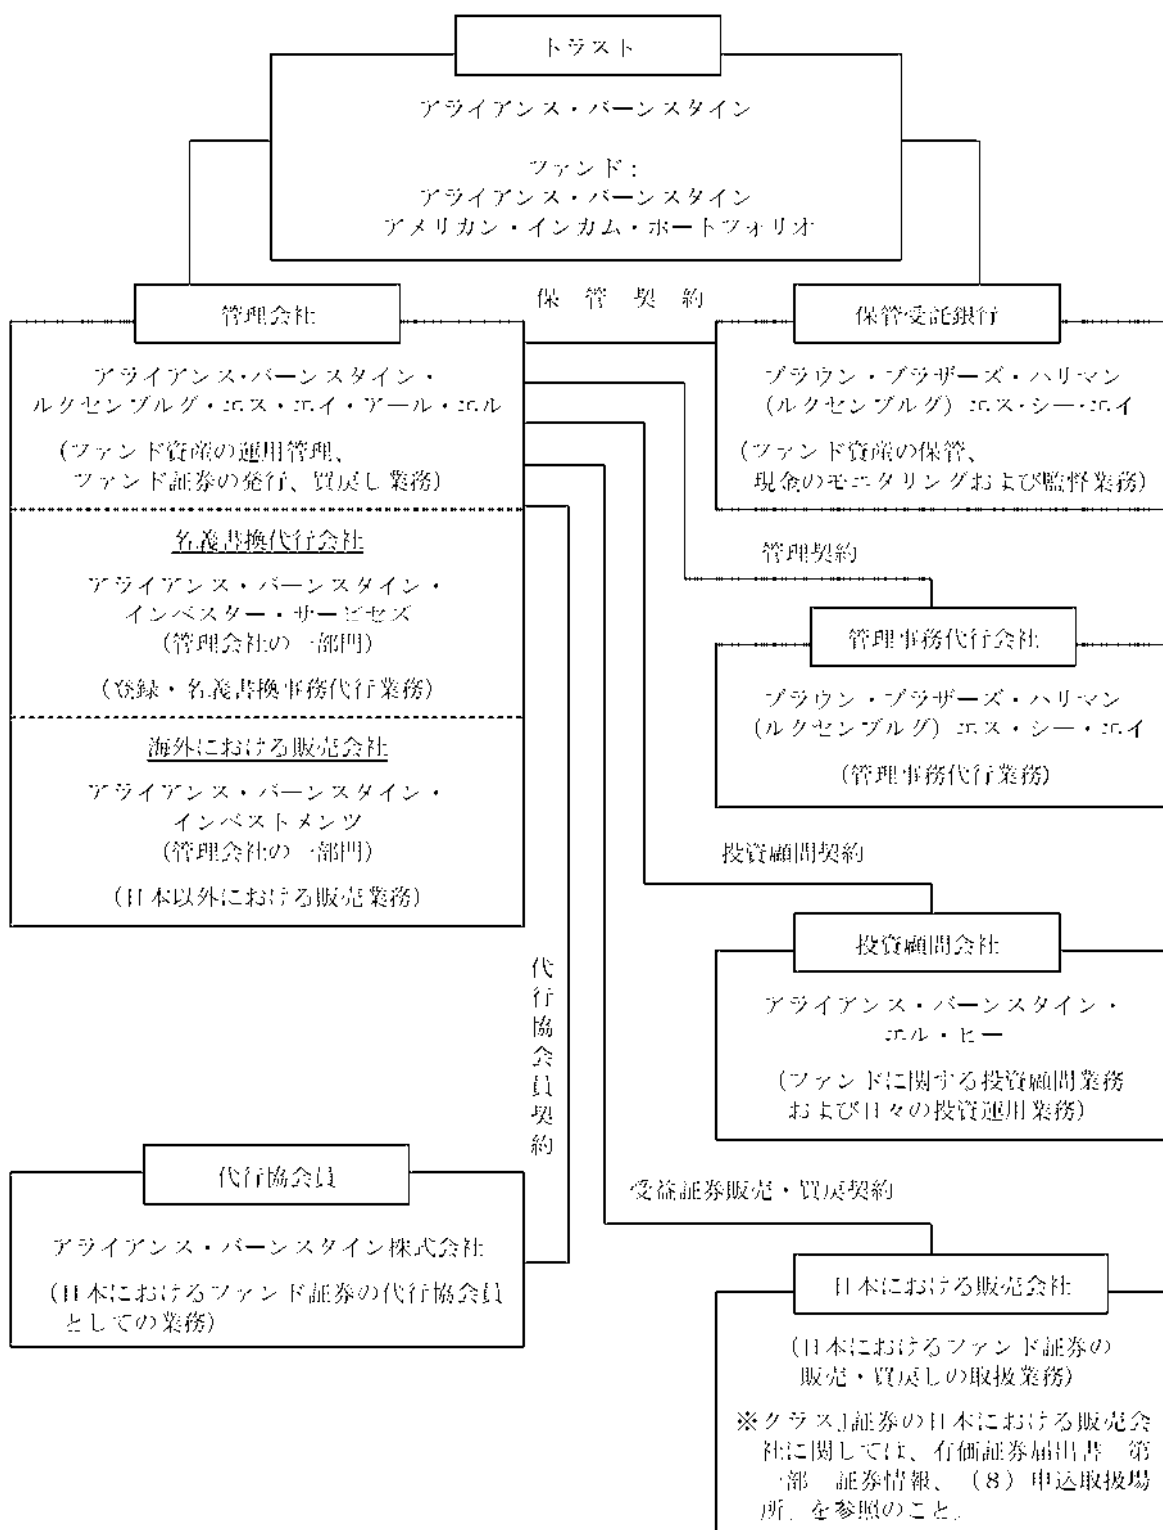 トラスト
アライアンス・バーンスタイン
ファンド：
アライアンス・バーンスタイン
アメリカン・インカム・ポートフォリオ
保管契約
管理会社
アライアンス・バーンスタイン・
ルクセンブルグ・エス・エイ・アール・エル
（ファンド資産の運用管理、
ファンド証券の発行、買戻し業務）
名義書換代行会社
アライアンス・バーンスタイン・
インベスター・サービセズ
（管理会社の一部門）
（登録・名義書換事務代行業務）
海外における販売会社
アライアンス・バーンスタイン・
インベストメンツ
（管理会社の一部門）
（日本以外における販売業務）
保管受託銀行
ブラウン・ブラザーズ・ハリマン
（ルクセンブルグ）エス・シー・エイ
（ファンド資産の保管、
現金のモニタリングおよび監督業務）
管理契約
管理事務代行会社
ブラウン・ブラザーズ・ハリマン
（ルクセンブルグ）エス・シー・エイ
（管理事務代行業務）
投資顧問契約
投資顧問会社
アライアンス・バーンスタイン・
エル・ピー
（ファンドに関する投資顧問業務
および日々の投資運用業務）
代行協会員契約
代行協会員
アライアンス・バーンスタイン株式会社
（日本におけるファンド証券の代行協会員
としての業務）
受益証券販売・買戻契約
日本における販売会社
（日本におけるファンド証券の
販売・買戻しの取扱業務）
※クラスJ証券の日本における販売会
社に関しては、有価証券届出書「第
一部 証券情報、（8）申込取扱場
所」を参照のこと。